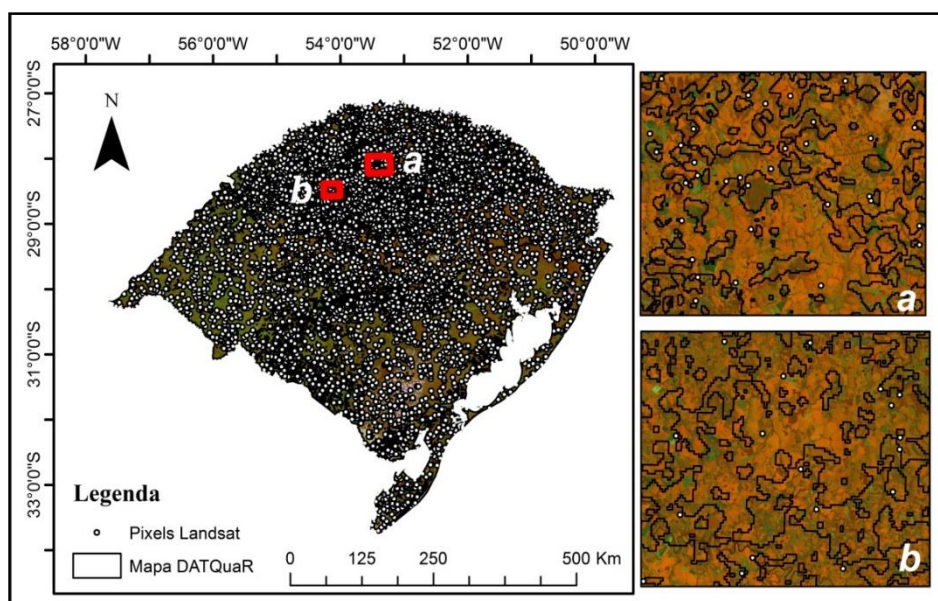 58°0'0"W 56°0'0"W 54°0'0"W 52°0'0"W 50°0'0"W
27°0'0"S
29°0'0"S
31°0'0"S
33°0'0"S
N
a
b
Legenda
Pixels Landsat
Mapa DATQuaR
0 125 250 500 Km
a
b